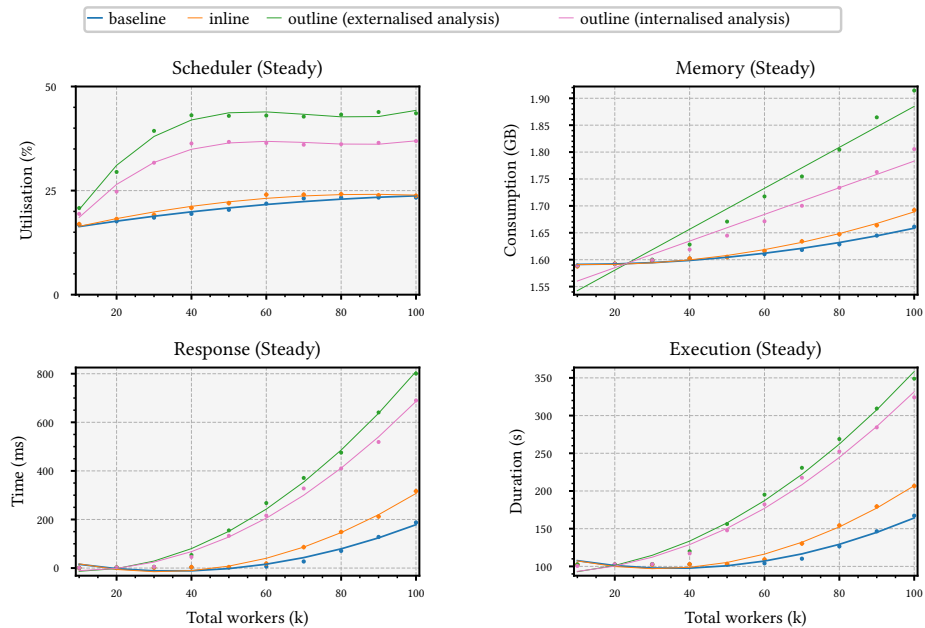 baseline inline outline (externalised analysis) outline (internalised analysis)
Scheduler (Steady)
Utilisation (%)
50
25
0
20 40 60 80 100
Memory (Steady)
Consumption (GB)
1.90
1.85
1.80
1.75
1.70
1.65
1.60
1.55
20 40 60 80 100
Response (Steady)
Time (ms)
800
600
400
200
0
20 40 60 80 100
Total workers (k)
Execution (Steady)
Duration (s)
350
300
250
200
150
100
20 40 60 80 100
Total workers (k)